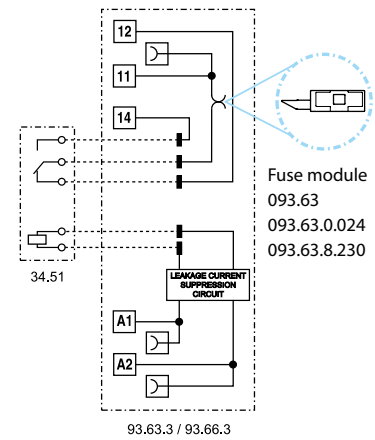 12
11
14
34.51
LEAKAGE CURRENT
SUPPRESSION
CIRCUIT
A1
A2
93.63.3 / 93.66.3
Fuse module
093.63
093.63.0.024
093.63.8.230